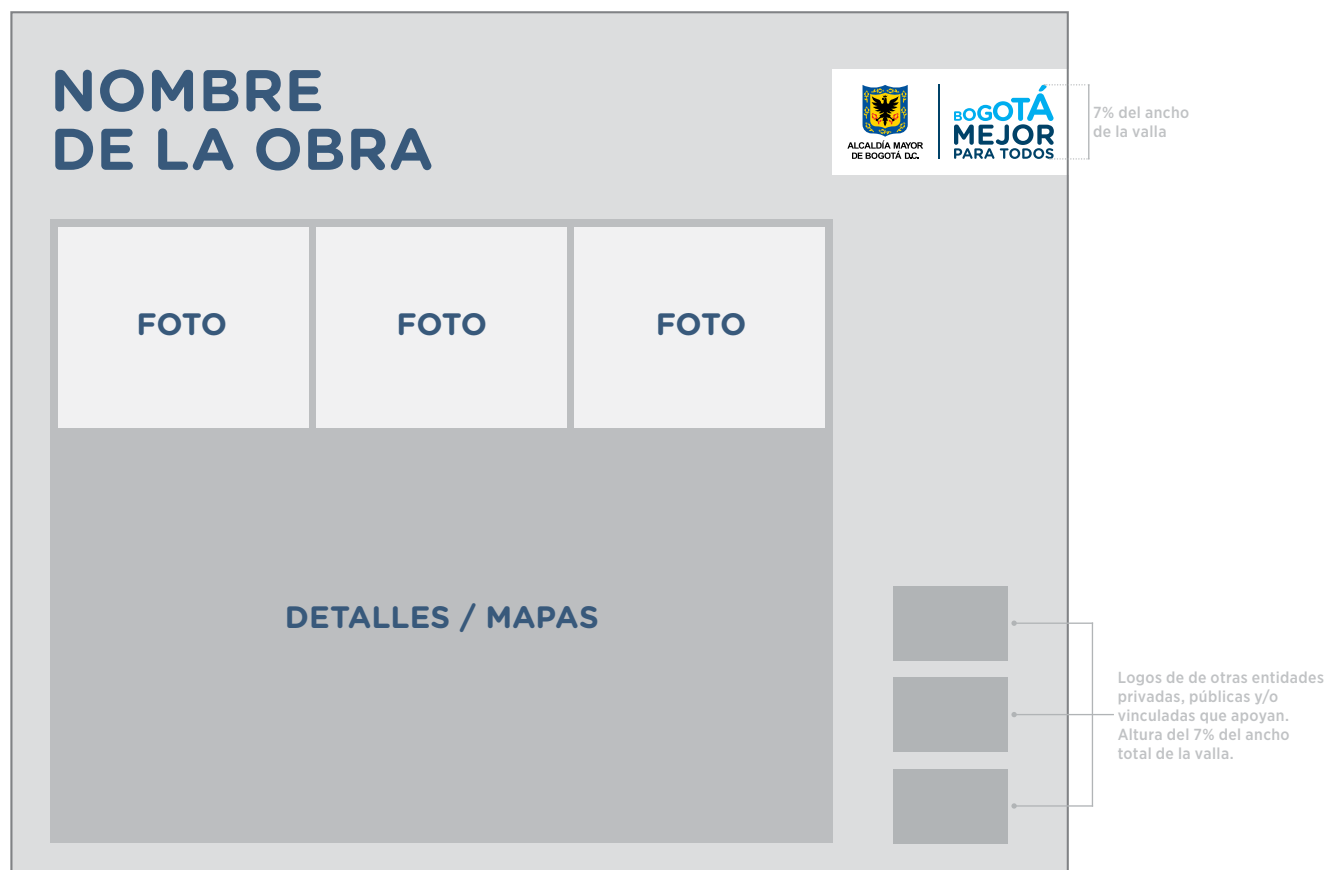 NOMBRE
DE LA OBRA
ALCALDÍA MAYOR
DE BOGOTÁ D.C.
BOGOTÁ
MEJOR
PARA TODOS
7% del ancho
de la valla
FOTO
FOTO
FOTO
DETALLES / MAPAS
Logos de de otras entidades
privadas, públicas y/o
vinculadas que apoyan.
Altura del 7% del ancho
total de la valla.